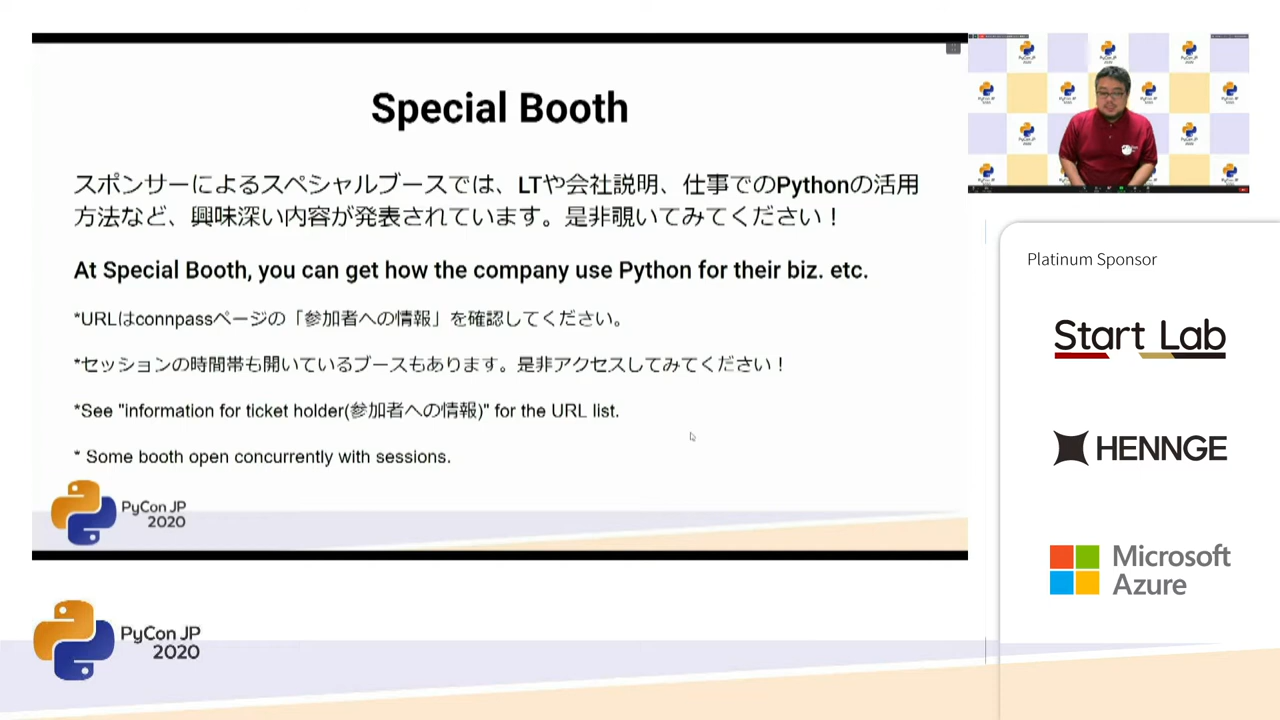 Special Booth
スポンサーによるスペシャルブースでは、LTや会社説明、仕事でのPythonの活用
方法など、興味深い内容が発表されています。是非覗いてみてください！
At Special Booth, you can get how the company use Python for their biz. etc.
*URLはconnpassページの「参加者への情報」を確認してください。
*セッションの時間帯も開いているブースもあります。是非アクセスしてみてください！
*See "information for ticket holder(参加者への情報)" for the URL list.
* Some booth open concurrently with sessions.
PyCon JP
2020
Platinum Sponsor
Start Lab
HENNGE
Microsoft
Azure
PyCon JP
2020